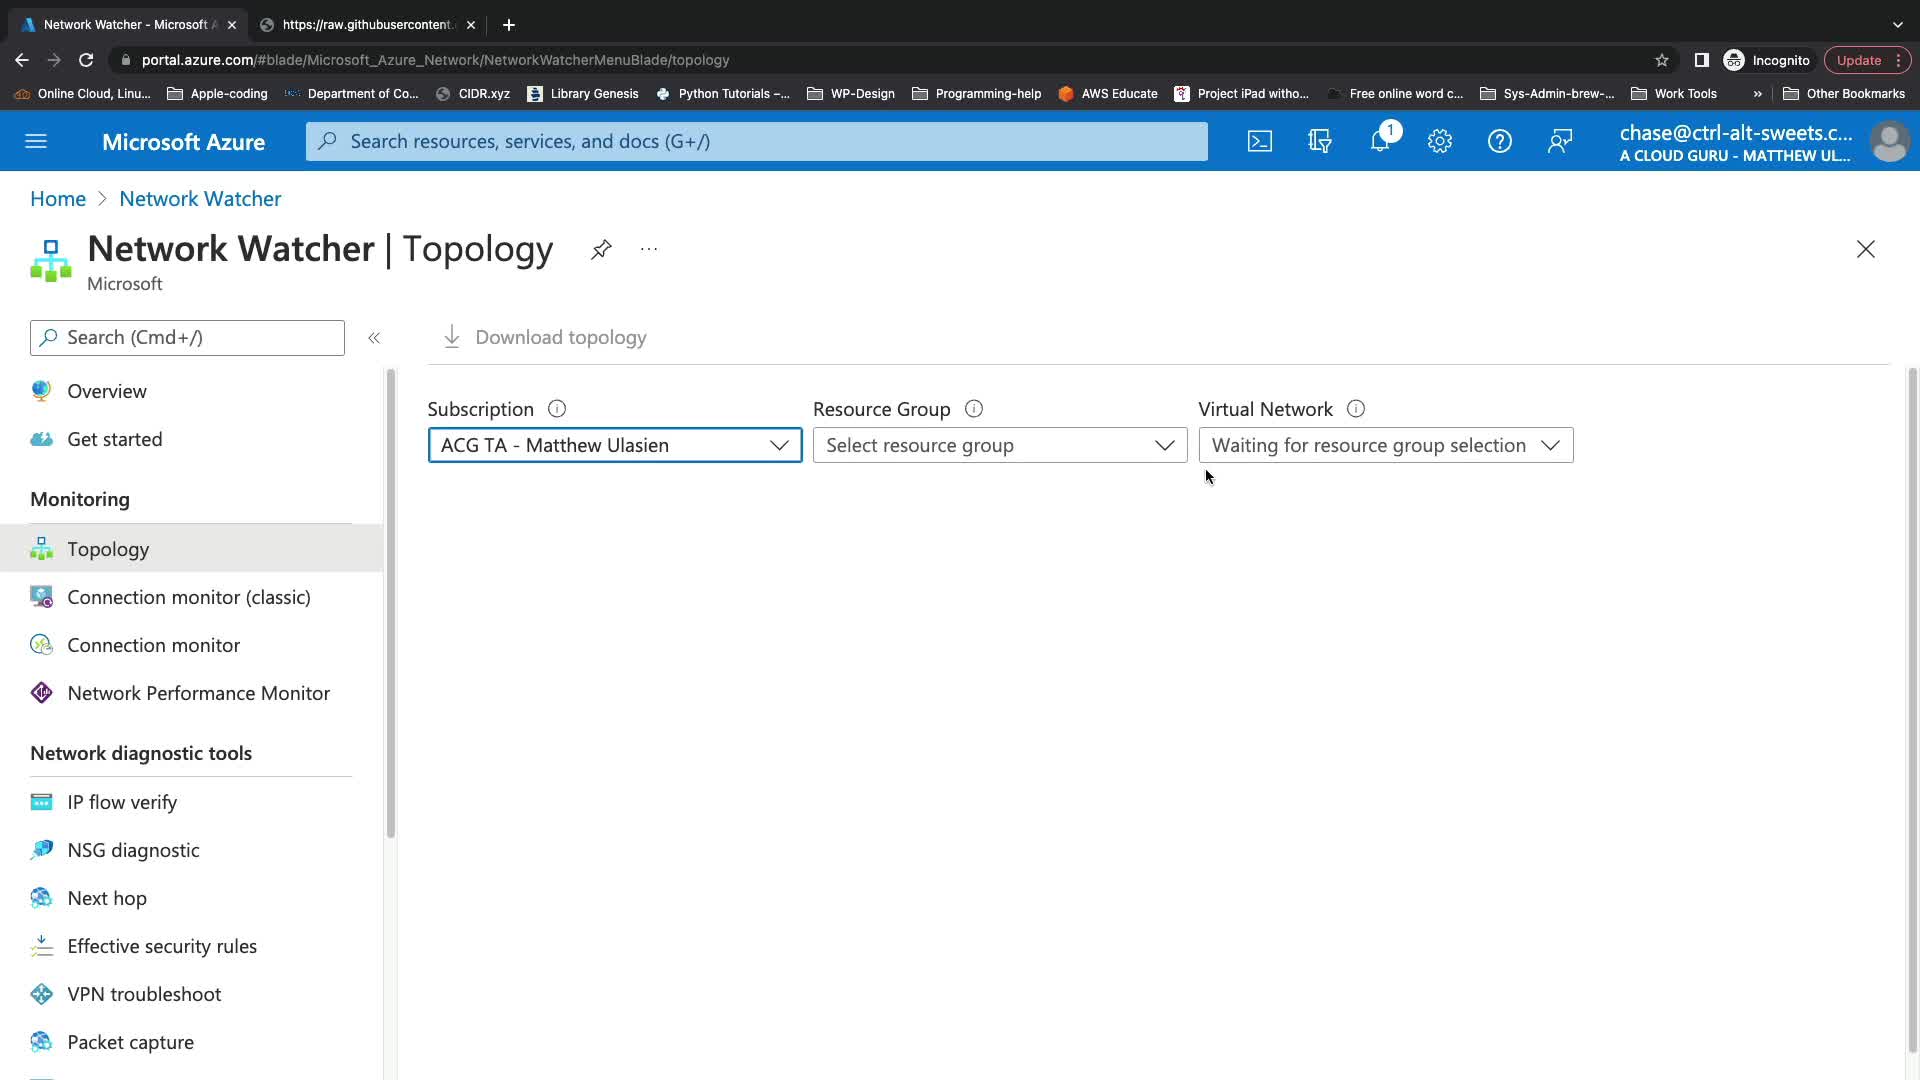 Network Watcher - Microsoft A
https://raw.githubusercontent.
portal.azure.com/#blade/Microsoft_Azure_Network/NetworkWatcherMenuBlade/topology
Incognito
Update
Online Cloud, Linu...
Apple-coding
Department of Co...
CIDR.xyz
Library Genesis
Python Tutorials –...
WP-Design
Programming-help
AWS Educate
Project iPad witho...
Free online word c...
Sys-Admin-brew-...
Work Tools
»
Other Bookmarks
Microsoft Azure
Search resources, services, and docs (G+/)
1
chase@ctrl-alt-sweets.c...
A CLOUD GURU - MATTHEW UL...
Home > Network Watcher
Network Watcher | Topology
...
Microsoft
Search (Cmd+/)
«
Download topology
Overview
Get started
Monitoring
Topology
Connection monitor (classic)
Connection monitor
Network Performance Monitor
Network diagnostic tools
IP flow verify
NSG diagnostic
Next hop
Effective security rules
VPN troubleshoot
Packet capture
Subscription
ACG TA - Matthew Ulasien
Resource Group
Select resource group
Virtual Network
Waiting for resource group selection